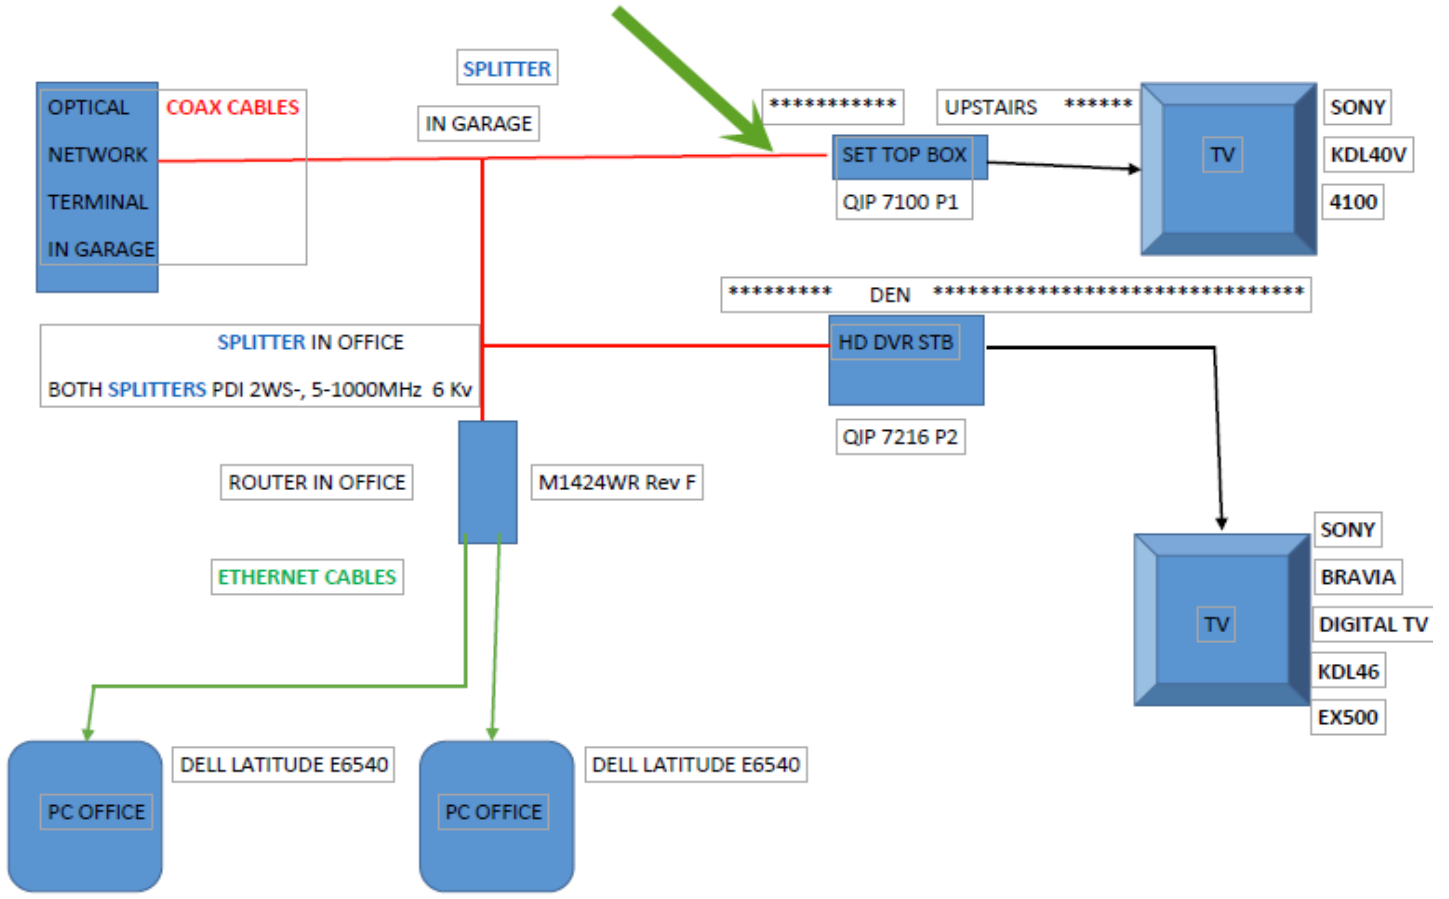 SPLITTER
IN GARAGE
OPTICAL
NETWORK
TERMINAL
IN GARAGE
COAX CABLES
***********
UPSTAIRS ******
SET TOP BOX
QIP 7100 P1
TV
SONY
KDL40V
4100
********* DEN ********************************
SPLITTER IN OFFICE
BOTH SPLITTERS PDI 2WS-, 5-1000MHz 6 Kv
HD DVR STB
QIP 7216 P2
ROUTER IN OFFICE
M1424WR Rev F
ETHERNET CABLES
TV
SONY
BRAVIA
DIGITAL TV
KDL46
EX500
PC OFFICE
DELL LATITUDE E6540
PC OFFICE
DELL LATITUDE E6540